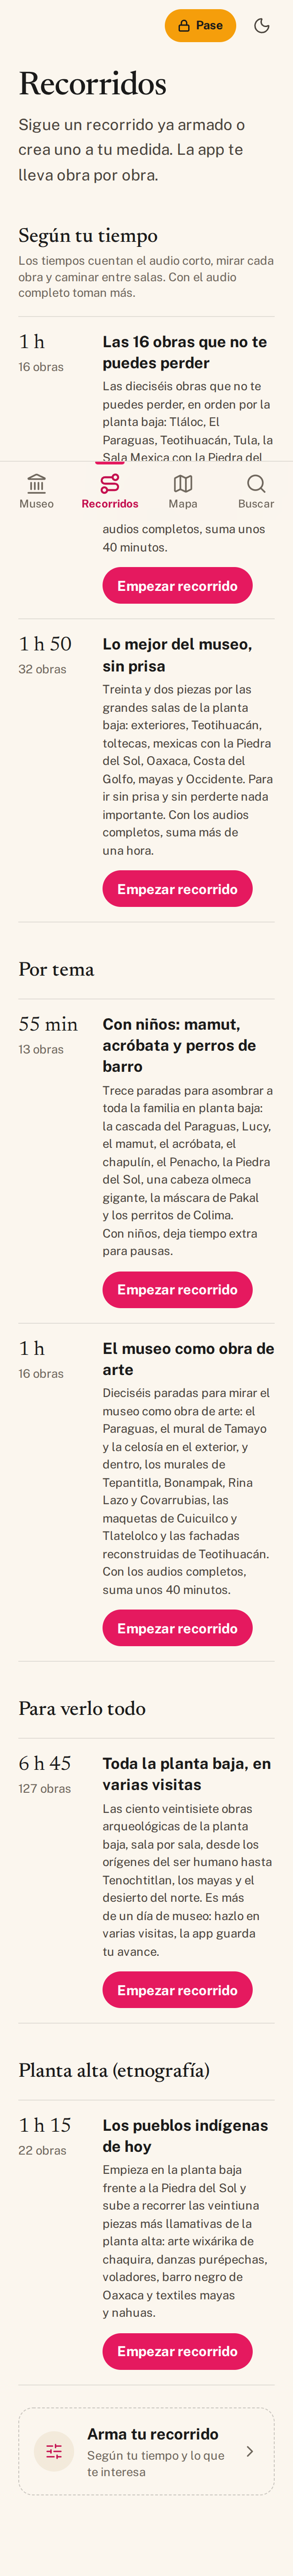 Pase
Recorridos
Sigue un recorrido ya armado o
crea uno a tu medida. La app te
lleva obra por obra.
Según tu tiempo
Los tiempos cuentan el audio corto, mirar cada
obra y caminar entre salas. Con el audio
completo toman más.
1 h
16 obras
Las 16 obras que no te
puedes perder
Las dieciséis obras que no te
puedes perder, en orden por la
planta baja: Tláloc, El
Paraguas, Teotihuacán, Tula, la
Sala Mexica con la Piedra del
Museo
Recorridos
Mapa
Buscar
audios completos, suma unos
40 minutos.
Empezar recorrido
1 h 50
32 obras
Lo mejor del museo,
sin prisa
Treinta y dos piezas por las
grandes salas de la planta
baja: exteriores, Teotihuacán,
toltecas, mexicas con la Piedra
del Sol, Oaxaca, Costa del
Golfo, mayas y Occidente. Para
ir sin prisa y sin perderte nada
importante. Con los audios
completos, suma más de
una hora.
Empezar recorrido
Por tema
55 min
13 obras
Con niños: mamut,
acróbata y perros de
barro
Trece paradas para asombrar a
toda la familia en planta baja:
la cascada del Paraguas, Lucy,
el mamut, el acróbata, el
chapulín, el Penacho, la Piedra
del Sol, una cabeza olmeca
gigante, la máscara de Pakal
y los perritos de Colima.
Con niños, deja tiempo extra
para pausas.
Empezar recorrido
1 h
16 obras
El museo como obra de
arte
Dieciséis paradas para mirar el
museo como obra de arte: el
Paraguas, el mural de Tamayo
y la celosía en el exterior, y
dentro, los murales de
Tepantitla, Bonampak, Rina
Lazo y Covarrubias, las
maquetas de Cuicuilco y
Tlatelolco y las fachadas
reconstruidas de Teotihuacán.
Con los audios completos,
suma unos 40 minutos.
Empezar recorrido
Para verlo todo
6 h 45
127 obras
Toda la planta baja, en
varias visitas
Las ciento veintisiete obras
arqueológicas de la planta
baja, sala por sala, desde los
orígenes del ser humano hasta
Tenochtitlan, los mayas y el
desierto del norte. Es más
de un día de museo: hazlo en
varias visitas, la app guarda
tu avance.
Empezar recorrido
Planta alta (etnografía)
1 h 15
22 obras
Los pueblos indígenas
de hoy
Empieza en la planta baja
frente a la Piedra del Sol y
sube a recorrer las veintiuna
piezas más llamativas de la
planta alta: arte wixárika de
chaquira, danzas purépechas,
voladores, barro negro de
Oaxaca y textiles mayas
y nahuas.
Empezar recorrido
Arma tu recorrido
Según tu tiempo y lo que
te interesa